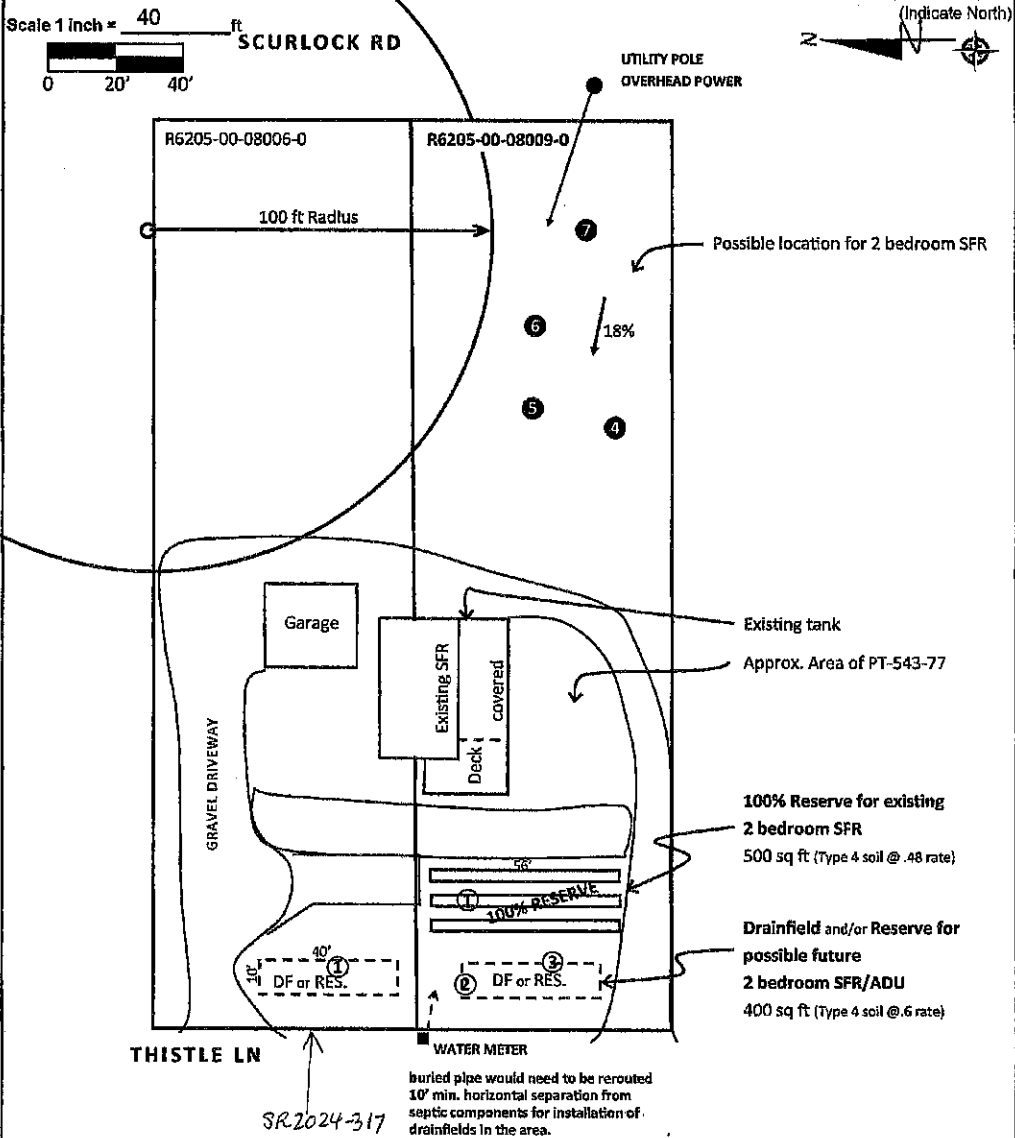 Scale 1 inch = 40 ft
0 20' 40'
SCURLOCK RD
(Indicate North)
N
N
UTILITY POLE
OVERHEAD POWER
R6205-00-08006-0
R6205-00-08009-0
100 ft Radius
7
Possible location for 2 bedroom SFR
6
18%
5
4
Garage
Existing SFR
covered
Deck
Existing tank
Approx. Area of PT-543-77
GRAVEL DRIVEWAY
100% Reserve for existing
2 bedroom SFR
500 sq ft (Type 4 soil @ .48 rate)
56'
1
100% RESERVE
Drainfield and/or Reserve for
possible future
2 bedroom SFR/ADU
400 sq ft (Type 4 soil @.6 rate)
40'
10'
1
DF or RES.
2
3
DF or RES.
THISTLE LN
WATER METER
buried pipe would need to be rerouted
10' min. horizontal separation from
septic components for installation of
drainfields in the area.
SR2024-317